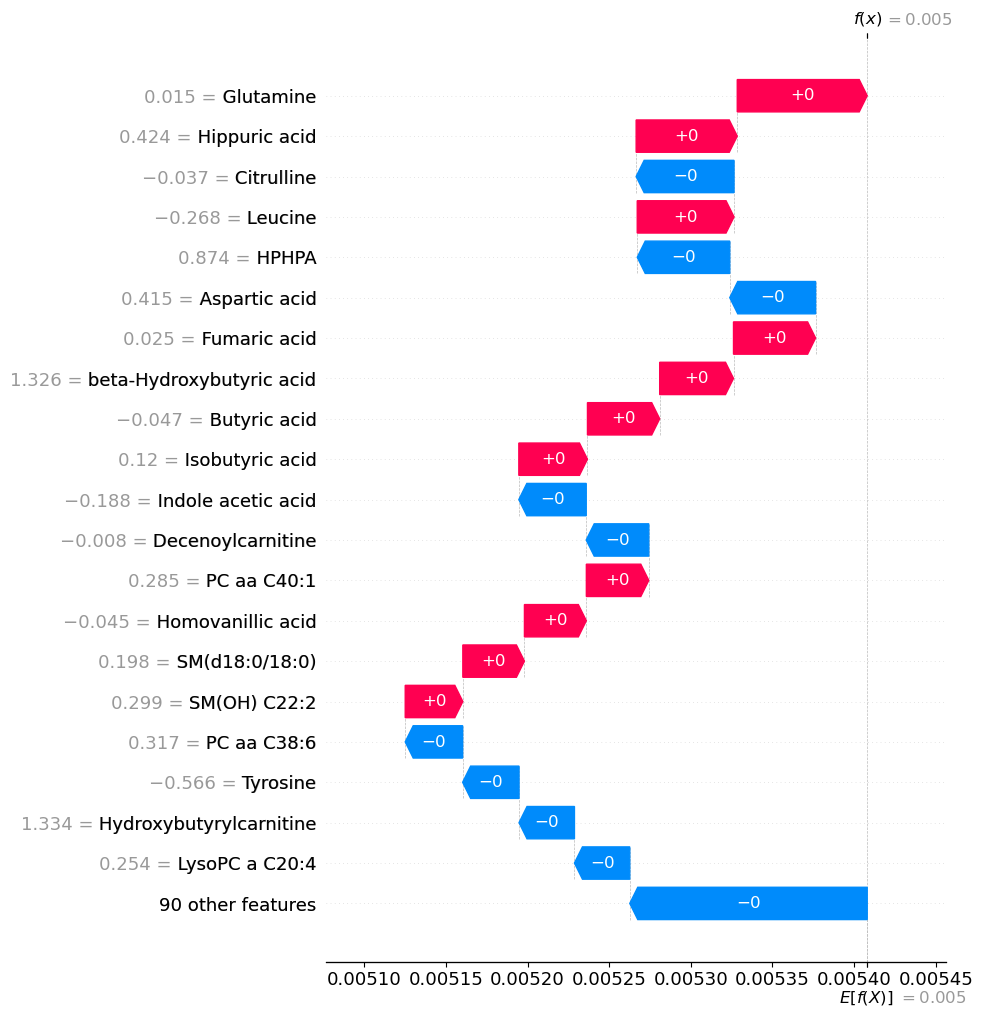 f(x) = 0.005
0.015 = Glutamine +0
0.424 = Hippuric acid +0
−0.037 = Citrulline −0
−0.268 = Leucine +0
0.874 = HPHPA −0
0.415 = Aspartic acid −0
0.025 = Fumaric acid +0
1.326 = beta-Hydroxybutyric acid +0
−0.047 = Butyric acid +0
0.12 = Isobutyric acid +0
−0.188 = Indole acetic acid −0
−0.008 = Decenoylcarnitine −0
0.285 = PC aa C40:1 +0
−0.045 = Homovanillic acid +0
0.198 = SM(d18:0/18:0) +0
0.299 = SM(OH) C22:2 +0
0.317 = PC aa C38:6 −0
−0.566 = Tyrosine −0
1.334 = Hydroxybutyrylcarnitine −0
0.254 = LysoPC a C20:4 −0
90 other features −0
0.00510 0.00515 0.00520 0.00525 0.00530 0.00535 0.00540 0.00545
E[f(X)] = 0.005